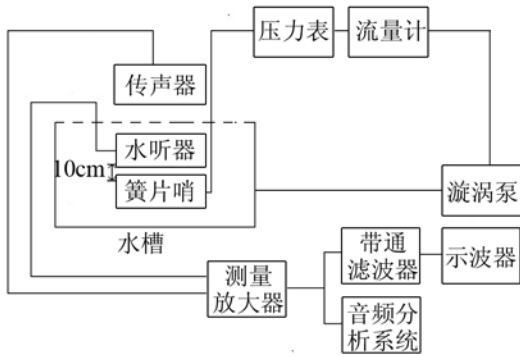 压力表
流量计
传声器
水听器
10cm
簧片哨
水槽
漩涡泵
测量
放大器
带通
滤波器
示波器
音频分
析系统